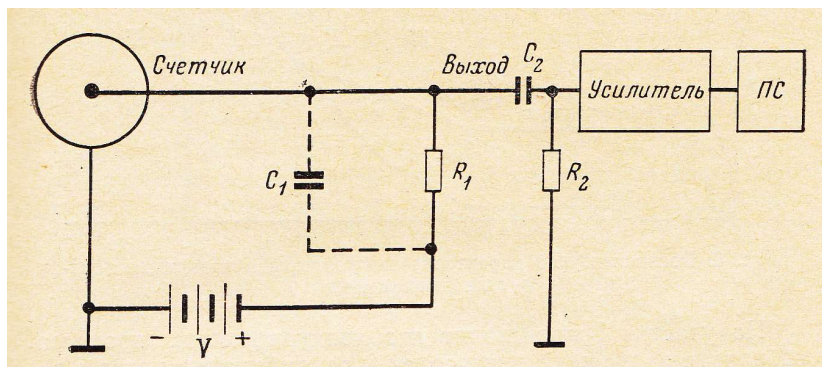 Счетчик
Выход
C₂
Усилитель
ПС
C₁
R₁
R₂
- V +